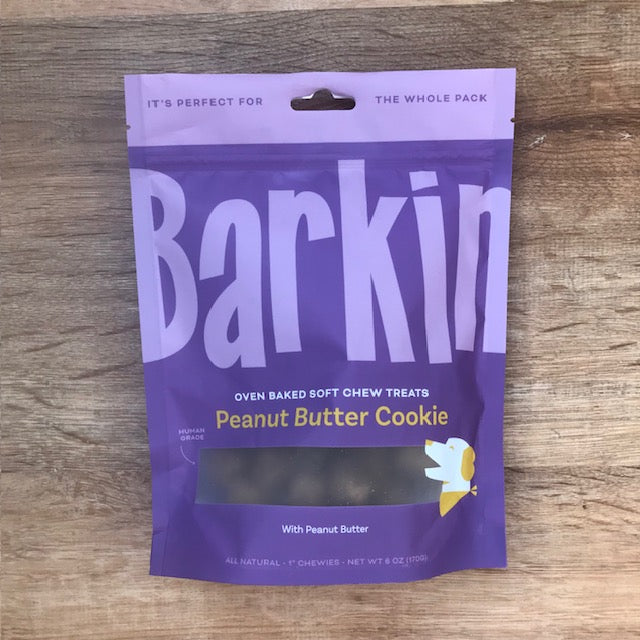 IT'S PERFECT FOR THE WHOLE PACK
Barkin
OVEN BAKED SOFT CHEW TREATS
Peanut Butter Cookie
HUMAN
GRADE
With Peanut Butter
ALL NATURAL - 1" CHEWIES - NET WT 6 OZ (170G)